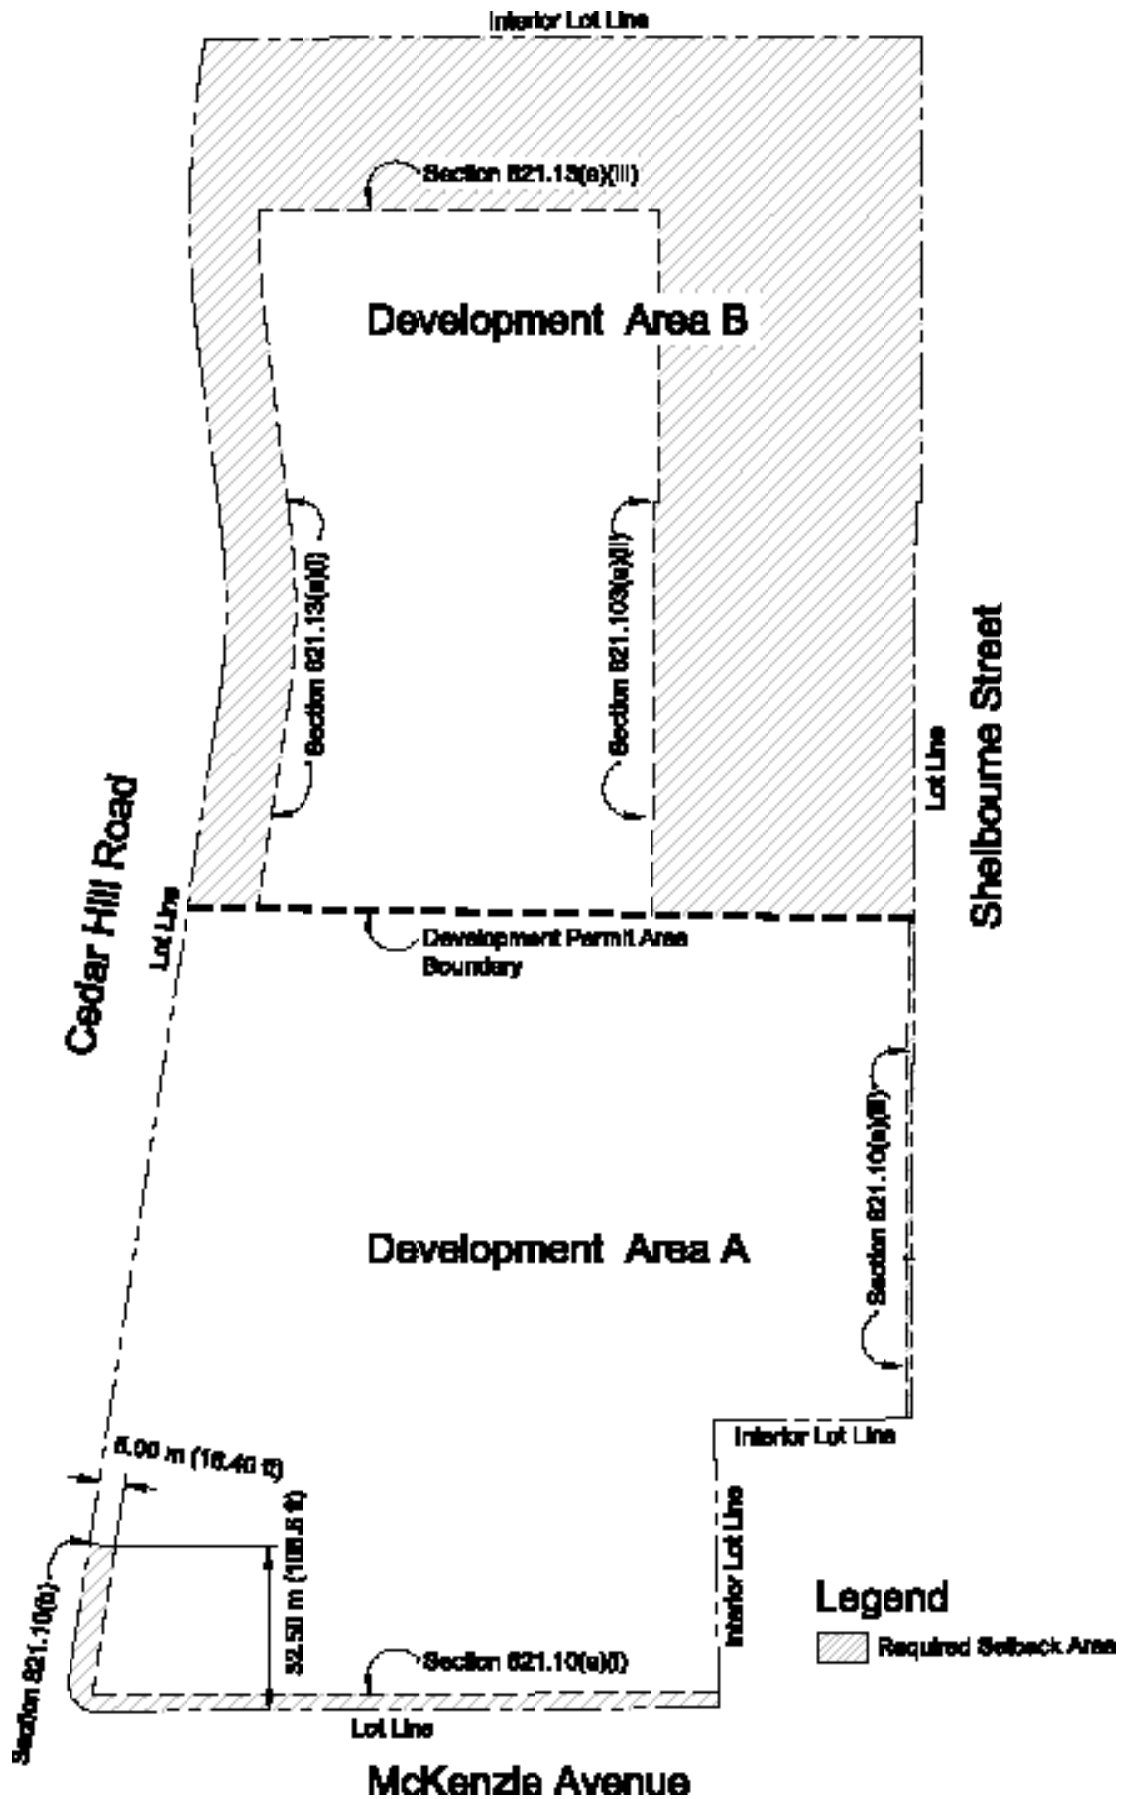 Interior Lot Line
Section 821.13(a)(iii)
Development Area B
Section 821.13(a)(i)
Section 821.103(a)(ii)
Shelbourne Street
Lot Line
Cedar Hill Road
Lot Line
Development Permit Area
Boundary
Section 821.10(a)(ii)
Development Area A
Interior Lot Line
5.00 m (16.40 ft)
32.50 m (106.6 ft)
Interior Lot Line
Legend
Required Setback Area
Section 821.10(b)
Section 821.10(a)(i)
Lot Line
McKenzie Avenue